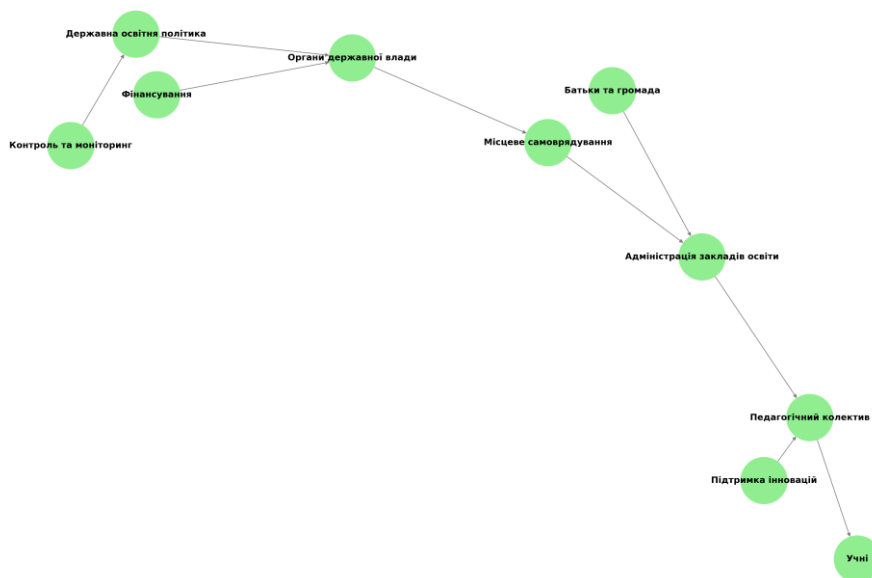 Державна освітня політика
Органи державної влади
Фінансування
Батьки та громада
Контроль та моніторинг
Місцеве самоврядування
Адміністрація закладів освіти
Педагогічний колектив
Підтримка інновацій
Учні